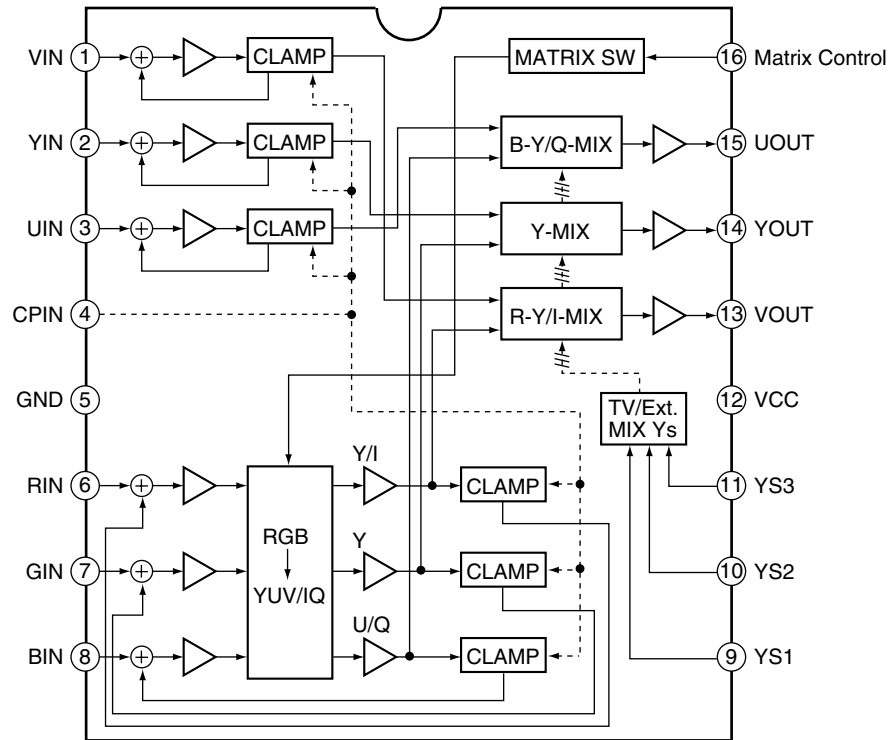 VIN 1 CLAMP MATRIX SW 16 Matrix Control
YIN 2 CLAMP B-Y/Q-MIX 15 UOUT
UIN 3 CLAMP Y-MIX 14 YOUT
CPIN 4 R-Y/I-MIX 13 VOUT
GND 5 TV/Ext. 12 VCC
MIX Ys
Y/I
RIN 6 CLAMP 11 YS3
RGB Y
GIN 7 CLAMP 10 YS2
YUV/IQ
U/Q
BIN 8 CLAMP 9 YS1